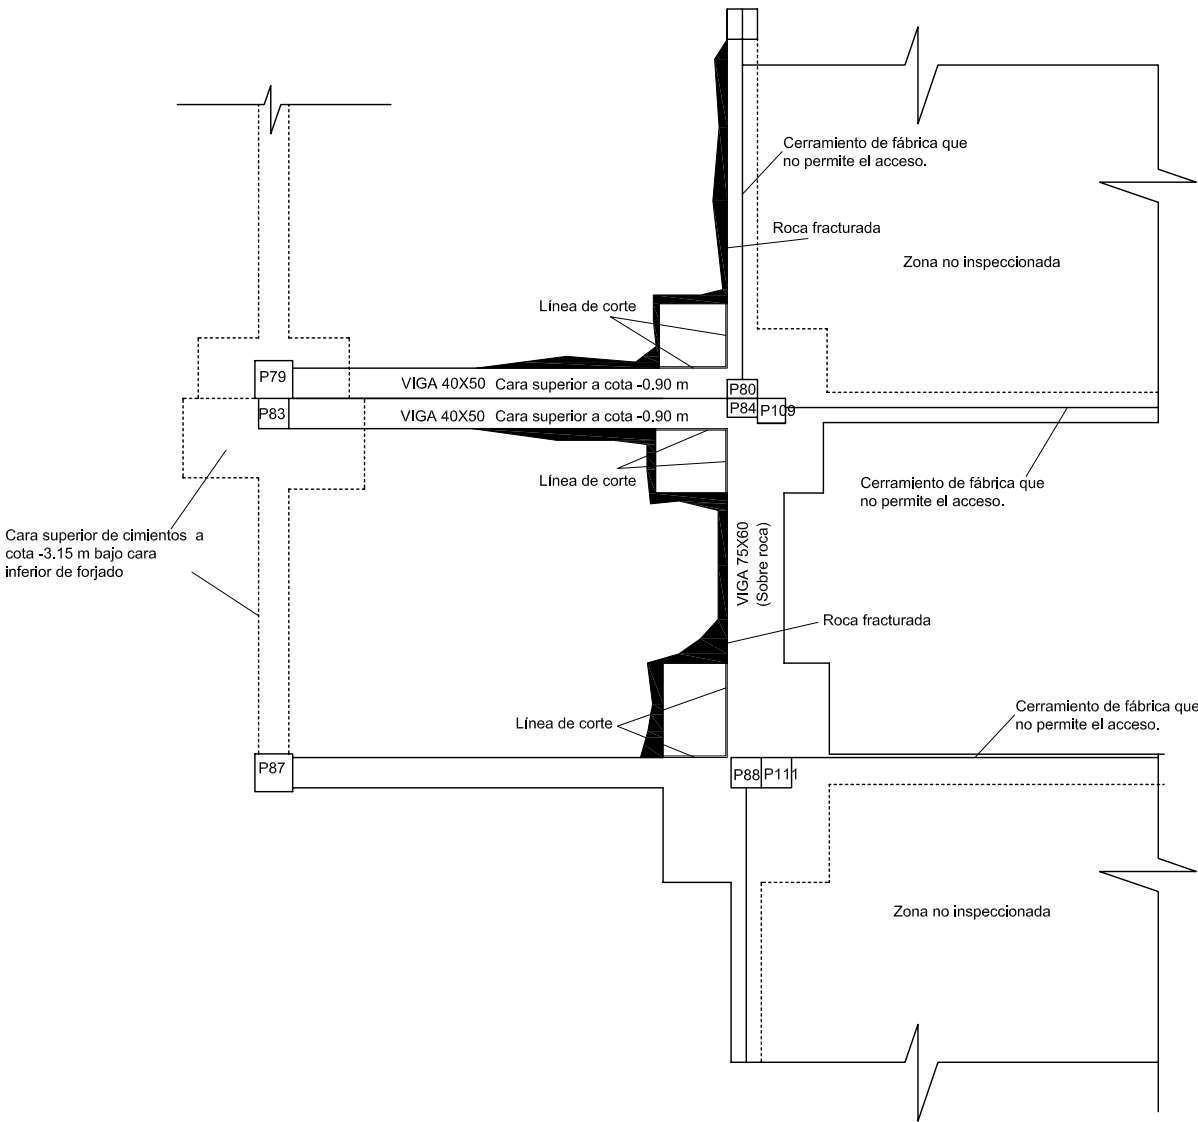 Cerramiento de fábrica que
no permite el acceso.
Roca fracturada
Zona no inspeccionada
Línea de corte
P79
VIGA 40X50 Cara superior a cota -0.90 m
P80
P83
VIGA 40X50 Cara superior a cota -0.90 m
P84
P109
Línea de corte
Cerramiento de fábrica que
no permite el acceso.
Cara superior de cimientos a
cota -3.15 m bajo cara
inferior de forjado
VIGA 75X60
(Sobre roca)
Roca fracturada
Línea de corte
Cerramiento de fábrica que
no permite el acceso.
P87
P88
P111
Zona no inspeccionada